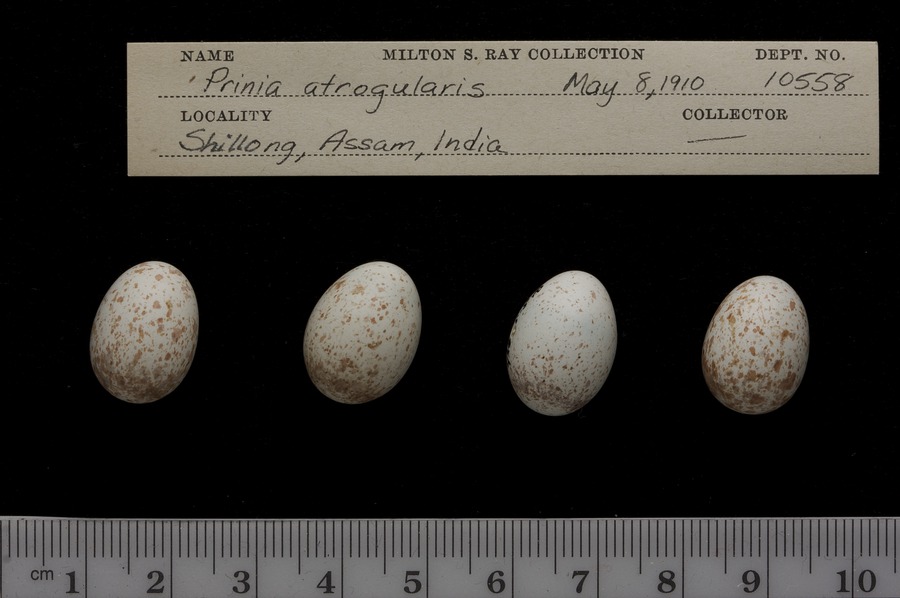 NAME MILTON S. RAY COLLECTION DEPT. NO.
Prinia atrogularis May 8, 1910 10558
LOCALITY COLLECTOR
Shillong, Assam, India
cm 1 2 3 4 5 6 7 8 9 10